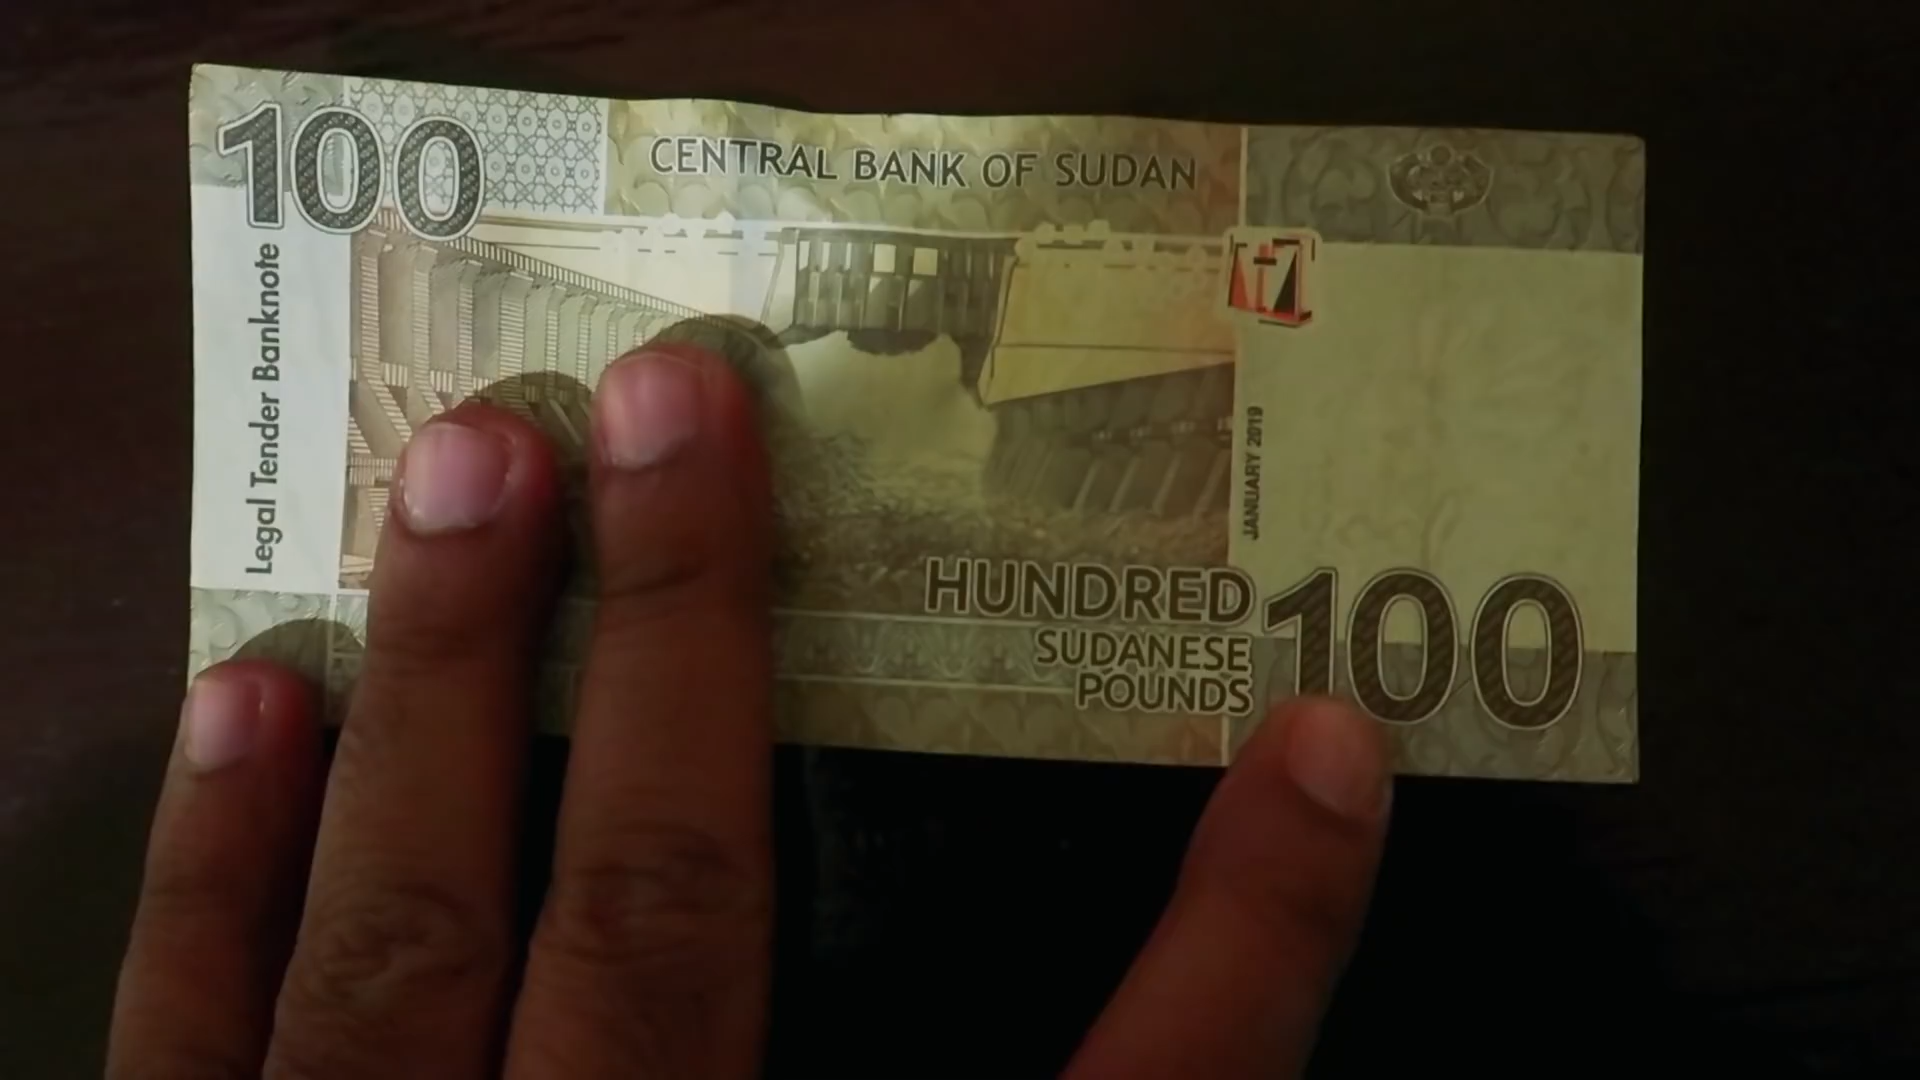 100
CENTRAL BANK OF SUDAN
Legal Tender Banknote
JANUARY 2019
HUNDRED
SUDANESE
POUNDS
100